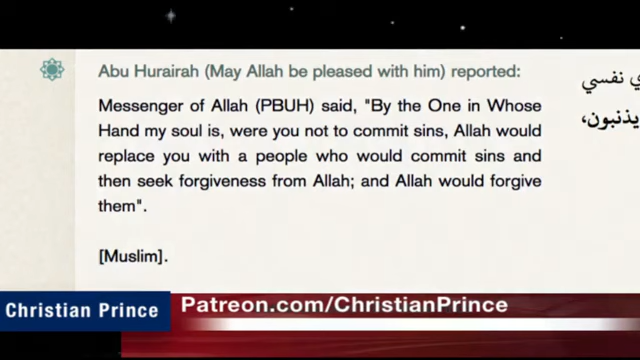 Abu Hurairah (May Allah be pleased with him) reported:
Messenger of Allah (PBUH) said, "By the One in Whose
Hand my soul is, were you not to commit sins, Allah would
replace you with a people who would commit sins and
then seek forgiveness from Allah; and Allah would forgive
them".
[Muslim].
نفسي
يذنبون،
Christian Prince
Patreon.com/ChristianPrince